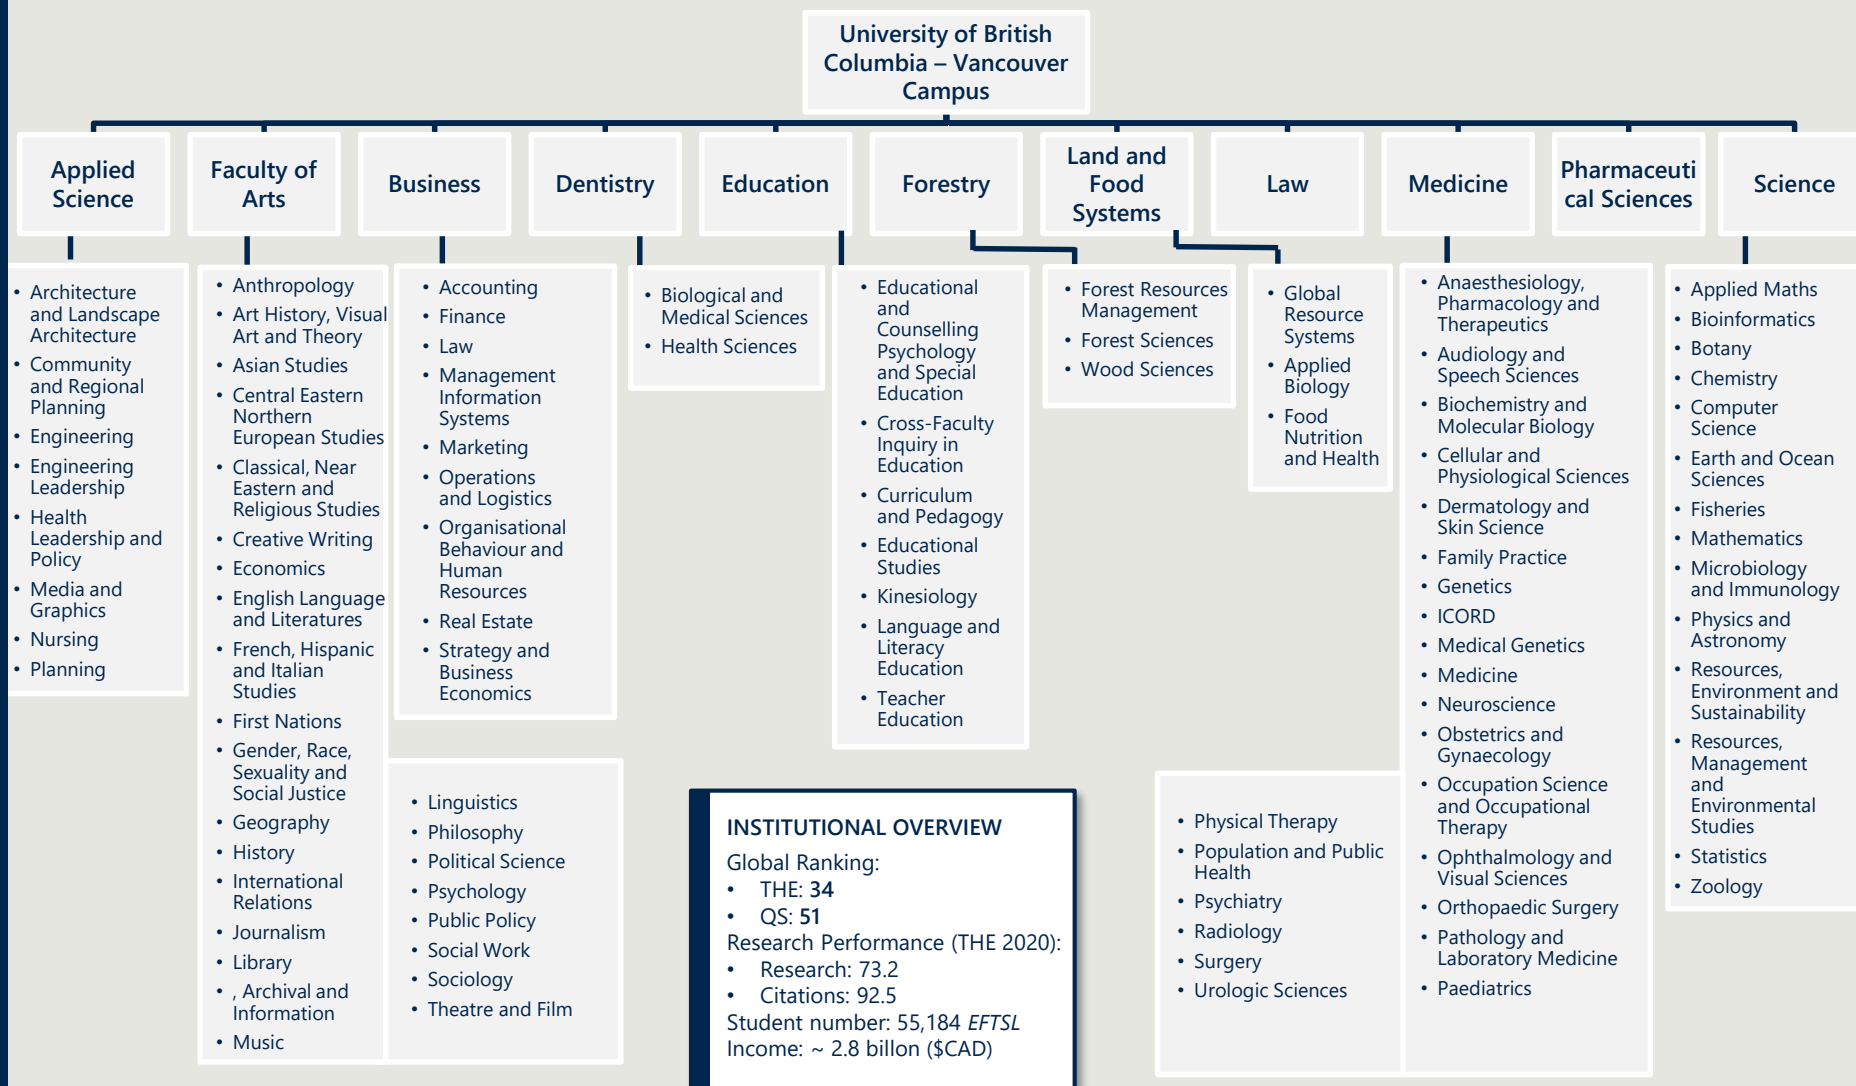 University of British
Columbia – Vancouver
Campus
Applied
Science
Faculty of
Arts
Business
Dentistry
Education
Forestry
Land and
Food
Systems
Law
Medicine
Pharmaceuti
cal Sciences
Science
• Architecture
and Landscape
Architecture
• Community
and Regional
Planning
• Engineering
• Engineering
Leadership
• Health
Leadership and
Policy
• Media and
Graphics
• Nursing
• Planning
• Anthropology
• Art History, Visual
Art and Theory
• Asian Studies
• Central Eastern
Northern
European Studies
• Classical, Near
Eastern and
Religious Studies
• Creative Writing
• Economics
• English Language
and Literatures
• French, Hispanic
and Italian
Studies
• First Nations
• Gender, Race,
Sexuality and
Social Justice
• Geography
• History
• International
Relations
• Journalism
• Library
• , Archival and
Information
• Music
• Linguistics
• Philosophy
• Political Science
• Psychology
• Public Policy
• Social Work
• Sociology
• Theatre and Film
• Accounting
• Finance
• Law
• Management
Information
Systems
• Marketing
• Operations
and Logistics
• Organisational
Behaviour and
Human
Resources
• Real Estate
• Strategy and
Business
Economics
• Biological and
Medical Sciences
• Health Sciences
• Educational
and
Counselling
Psychology
and Special
Education
• Cross-Faculty
Inquiry in
Education
• Curriculum
and Pedagogy
• Educational
Studies
• Kinesiology
• Language and
Literacy
Education
• Teacher
Education
• Forest Resources
Management
• Forest Sciences
• Wood Sciences
• Global
Resource
Systems
• Applied
Biology
• Food
Nutrition
and Health
• Anaesthesiology,
Pharmacology and
Therapeutics
• Audiology and
Speech Sciences
• Biochemistry and
Molecular Biology
• Cellular and
Physiological Sciences
• Dermatology and
Skin Science
• Family Practice
• Genetics
• ICORD
• Medical Genetics
• Medicine
• Neuroscience
• Obstetrics and
Gynaecology
• Occupation Science
and Occupational
Therapy
• Ophthalmology and
Visual Sciences
• Orthopaedic Surgery
• Pathology and
Laboratory Medicine
• Paediatrics
• Physical Therapy
• Population and Public
Health
• Psychiatry
• Radiology
• Surgery
• Urologic Sciences
• Applied Maths
• Bioinformatics
• Botany
• Chemistry
• Computer
Science
• Earth and Ocean
Sciences
• Fisheries
• Mathematics
• Microbiology
and Immunology
• Physics and
Astronomy
• Resources,
Environment and
Sustainability
• Resources,
Management
and
Environmental
Studies
• Statistics
• Zoology
INSTITUTIONAL OVERVIEW
Global Ranking:
• THE: 34
• QS: 51
Research Performance (THE 2020):
• Research: 73.2
• Citations: 92.5
Student number: 55,184 EFTSL
Income: ~ 2.8 billon ($CAD)